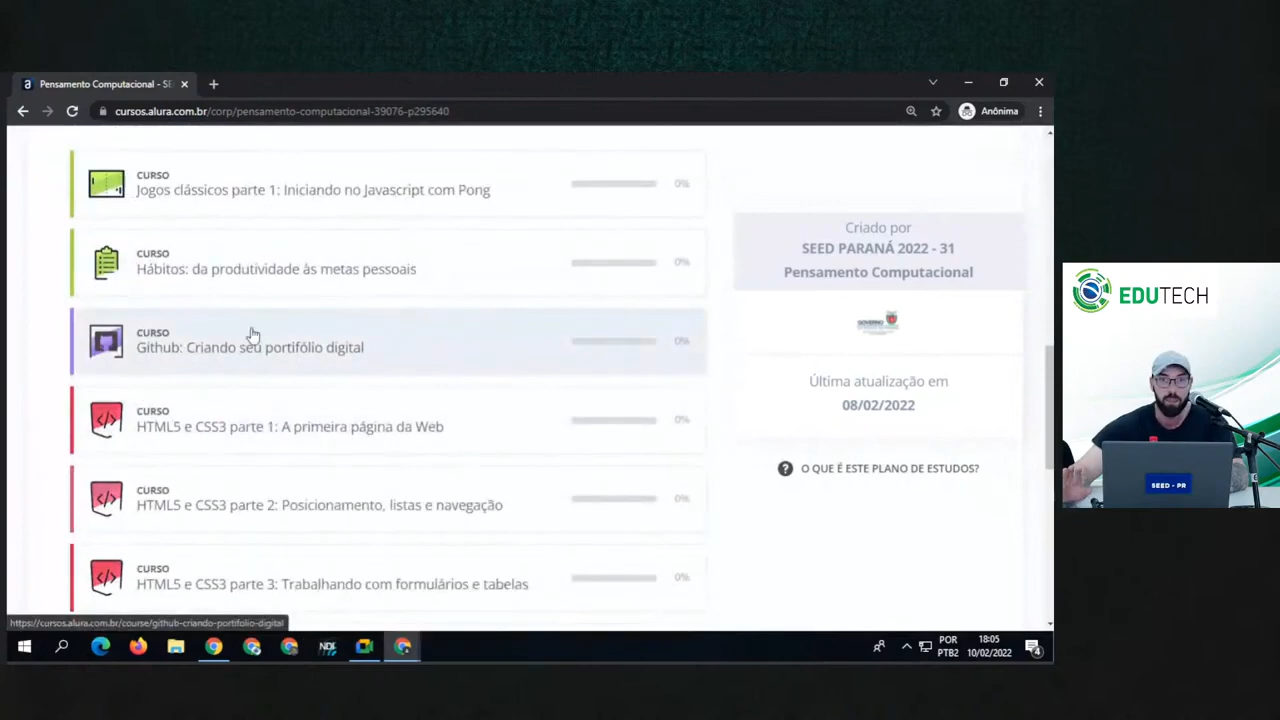 Pensamento Computacional - SE
cursos.alura.com.br/corp/pensamento-computacional-39076-p295640
Anônima
CURSO
Jogos clássicos parte 1: Iniciando no Javascript com Pong
0%
CURSO
Hábitos: da produtividade às metas pessoais
0%
CURSO
Github: Criando seu portifólio digital
0%
CURSO
HTML5 e CSS3 parte 1: A primeira página da Web
0%
CURSO
HTML5 e CSS3 parte 2: Posicionamento, listas e navegação
0%
CURSO
HTML5 e CSS3 parte 3: Trabalhando com formulários e tabelas
0%
Criado por
SEED PARANÁ 2022 - 31
Pensamento Computacional
Última atualização em
08/02/2022
? O QUE É ESTE PLANO DE ESTUDOS?
https://cursos.alura.com.br/course/github-criando-portifolio-digital
POR
PTB2
18:05
10/02/2022
4
EDUTECH
SEED - PR